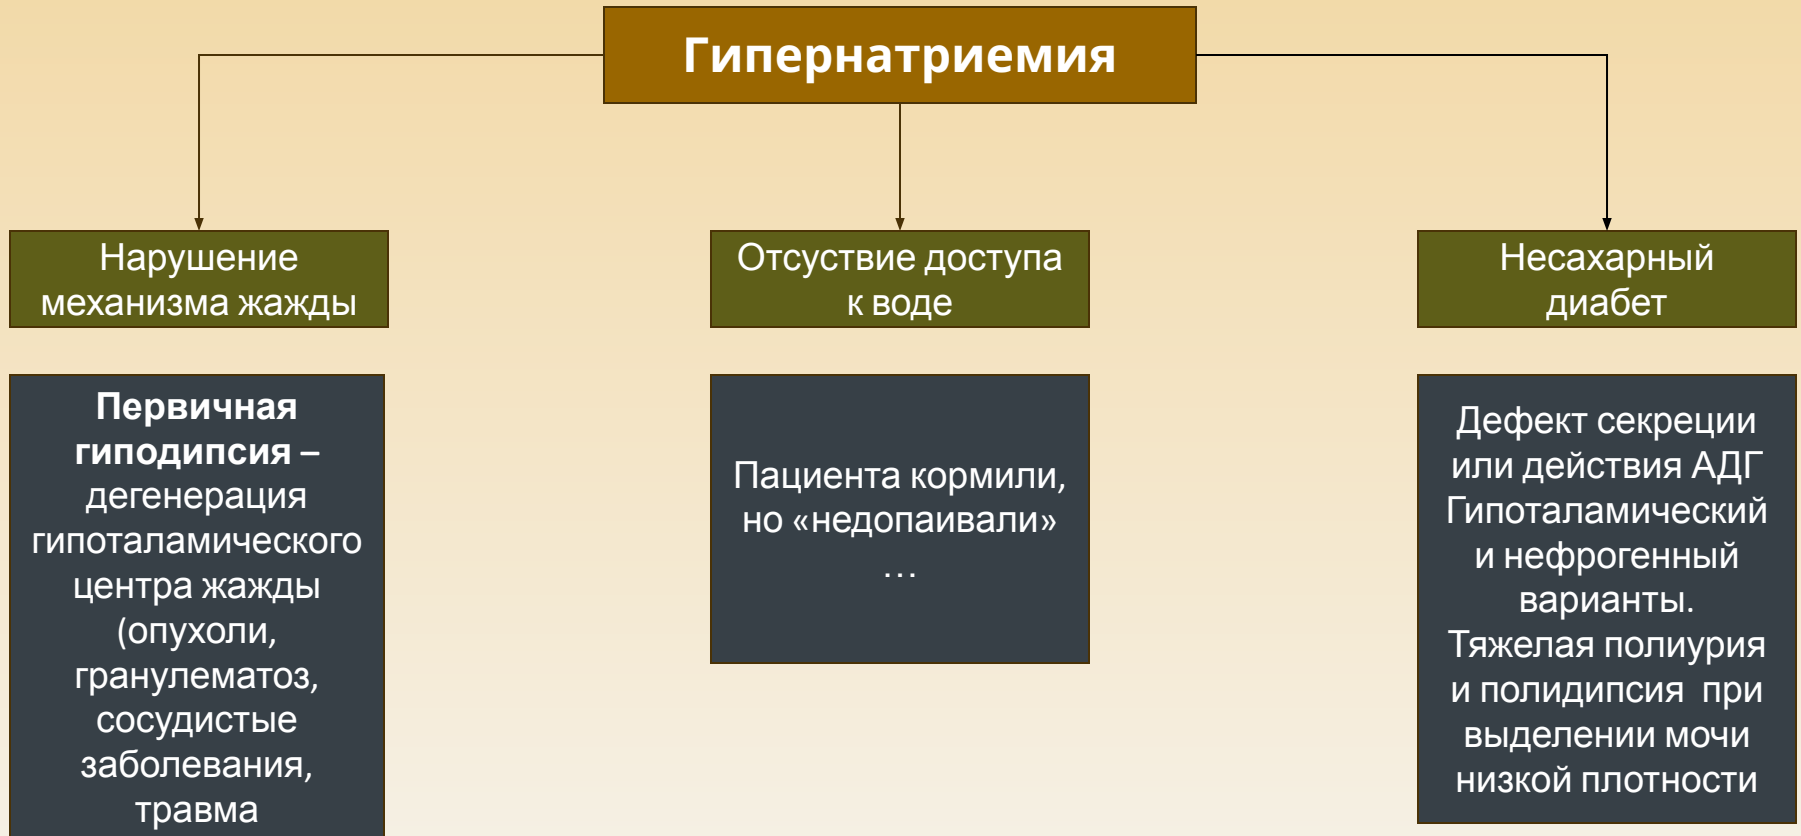 Гипернатриемия
Нарушение
механизма жажды
Отсуствие доступа
к воде
Несахарный
диабет
Первичная
гиподипсия –
дегенерация
гипоталамического
центра жажды
(опухоли,
гранулематоз,
сосудистые
заболевания,
травма
Пациента кормили,
но «недопаивали»
…
Дефект секреции
или действия АДГ
Гипоталамический
и нефрогенный
варианты.
Тяжелая полиурия
и полидипсия при
выделении мочи
низкой плотности